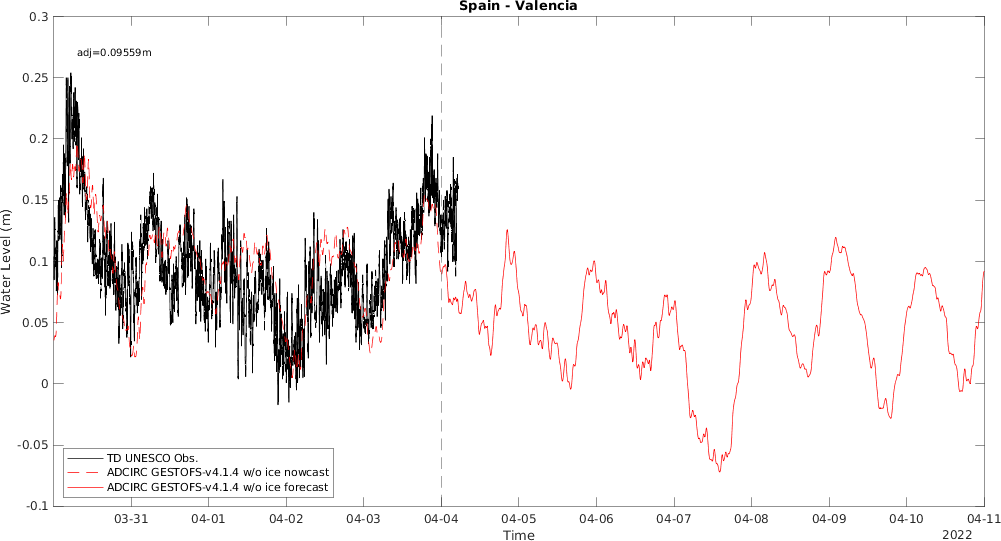 Spain - Valencia
adj=0.09559m
0.3
0.25
0.2
0.15
0.1
0.05
0
-0.05
-0.1
Water Level (m)
TD UNESCO Obs.
ADCIRC GESTOFS-v4.1.4 w/o ice nowcast
ADCIRC GESTOFS-v4.1.4 w/o ice forecast
03-31 04-01 04-02 04-03 04-04 04-05 04-06 04-07 04-08 04-09 04-10 04-11
Time
2022